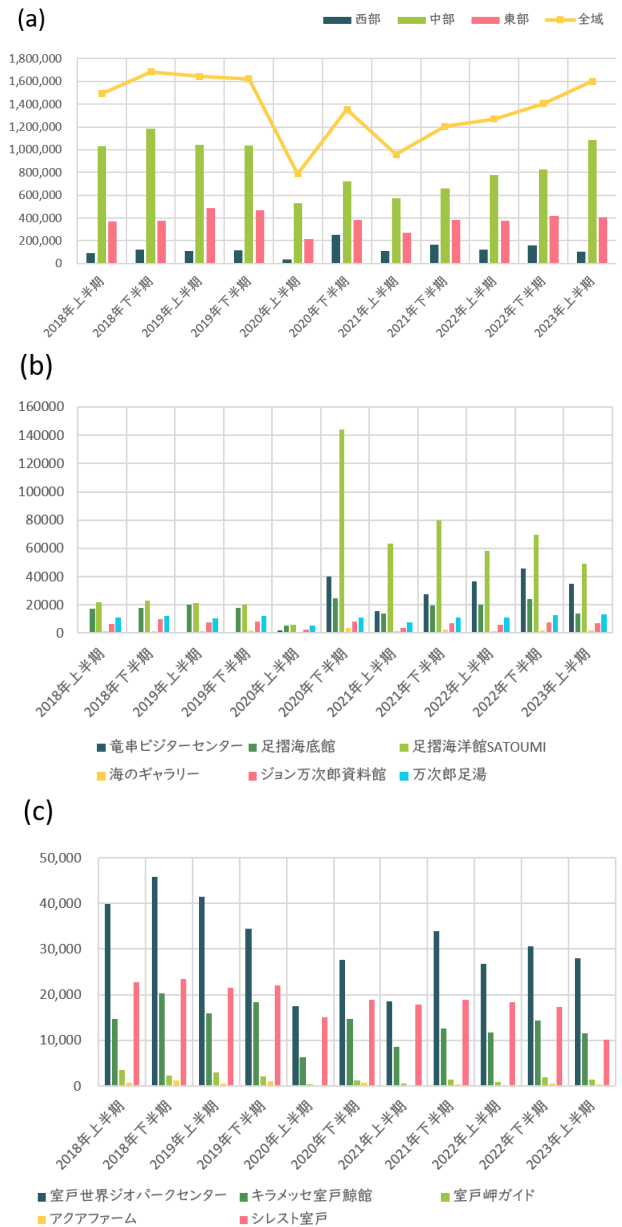 (a)
西部 中部 東部 全域
1,800,000
1,600,000
1,400,000
1,200,000
1,000,000
800,000
600,000
400,000
200,000
0
2018年上半期 2018年下半期 2019年上半期 2019年下半期 2020年上半期 2020年下半期 2021年上半期 2021年下半期 2022年上半期 2022年下半期 2023年上半期
(b)
160000
140000
120000
100000
80000
60000
40000
20000
0
2018年上半期 2018年下半期 2019年上半期 2019年下半期 2020年上半期 2020年下半期 2021年上半期 2021年下半期 2022年上半期 2022年下半期 2023年上半期
竜串ビジターセンター 足摺海底館 足摺海洋館SATOUMI
海のギャラリー ジョン万次郎資料館 万次郎足湯
(c)
50,000
40,000
30,000
20,000
10,000
0
2018年上半期 2018年下半期 2019年上半期 2019年下半期 2020年上半期 2020年下半期 2021年上半期 2021年下半期 2022年上半期 2022年下半期 2023年上半期
室戸世界ジオパークセンター キラメッセ室戸鯨館 室戸岬ガイド
アクアファーム シレスト室戸